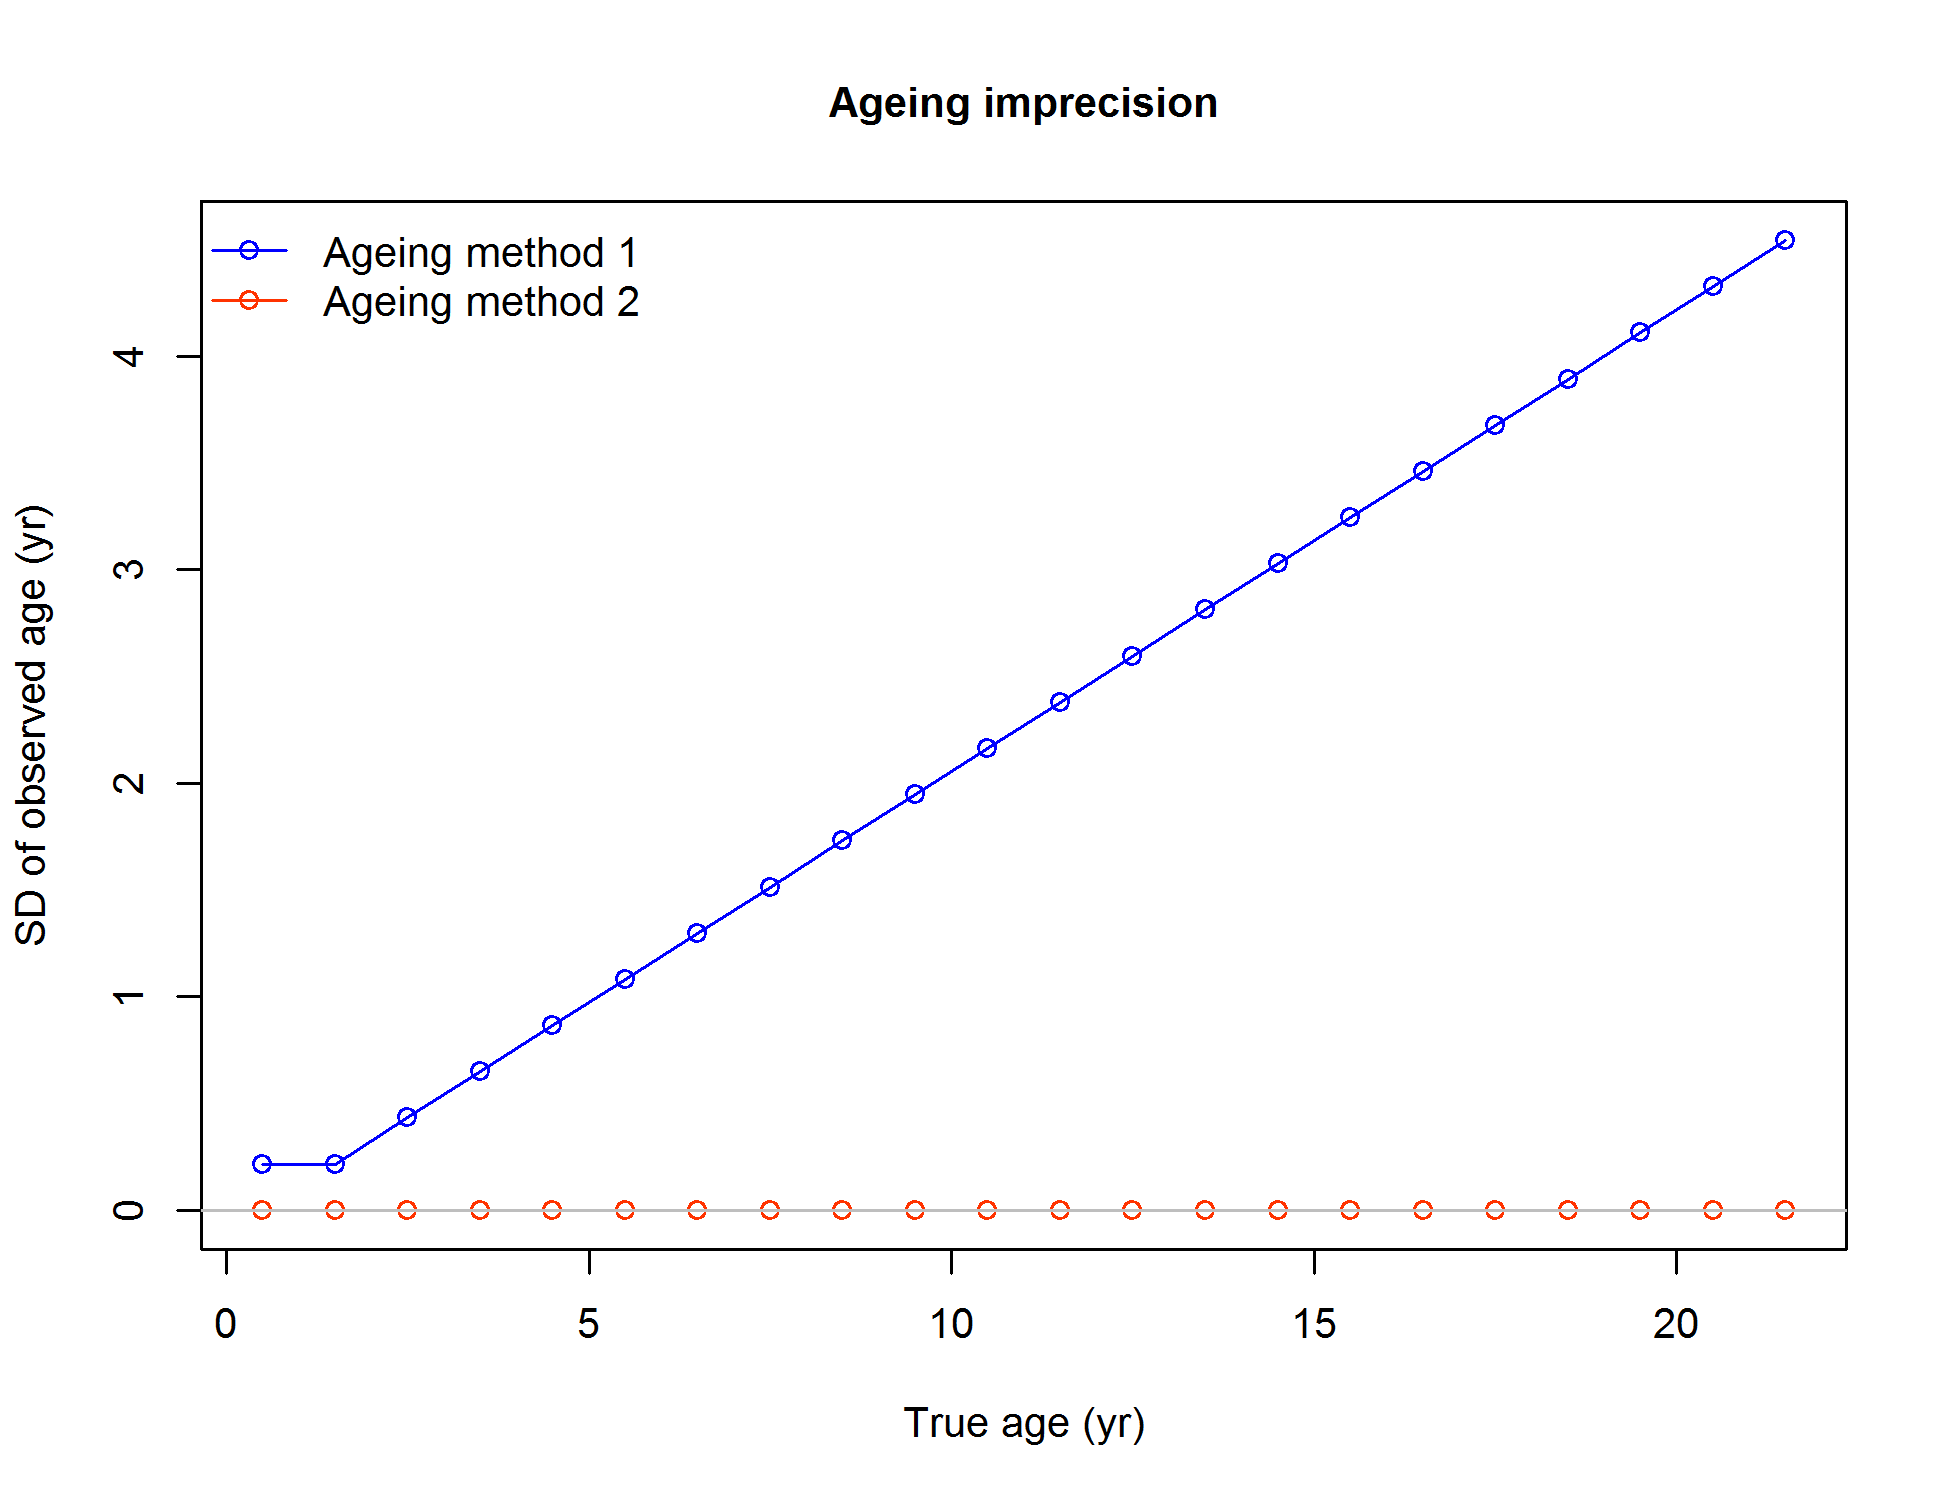 Ageing imprecision
Ageing method 1
Ageing method 2
SD of observed age (yr)
4
3
2
1
0
0 5 10 15 20
True age (yr)